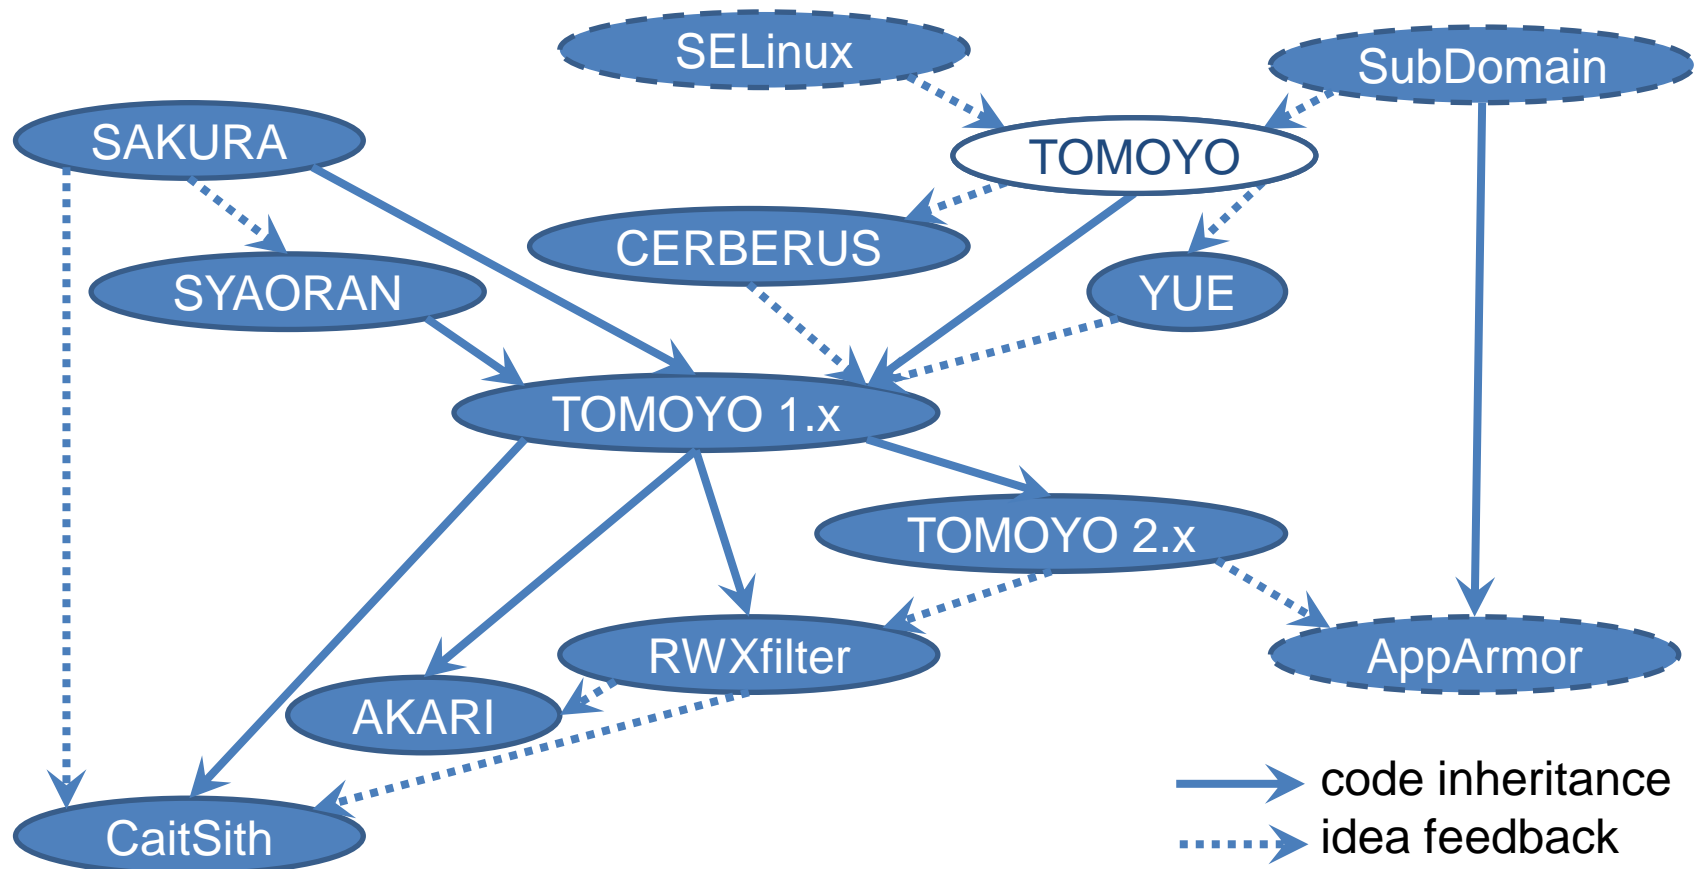 SELinux
SubDomain
SAKURA
TOMOYO
CERBERUS
SYAORAN
YUE
TOMOYO 1.x
TOMOYO 2.x
RWXfilter
AppArmor
AKARI
code inheritance
CaitSith
idea feedback